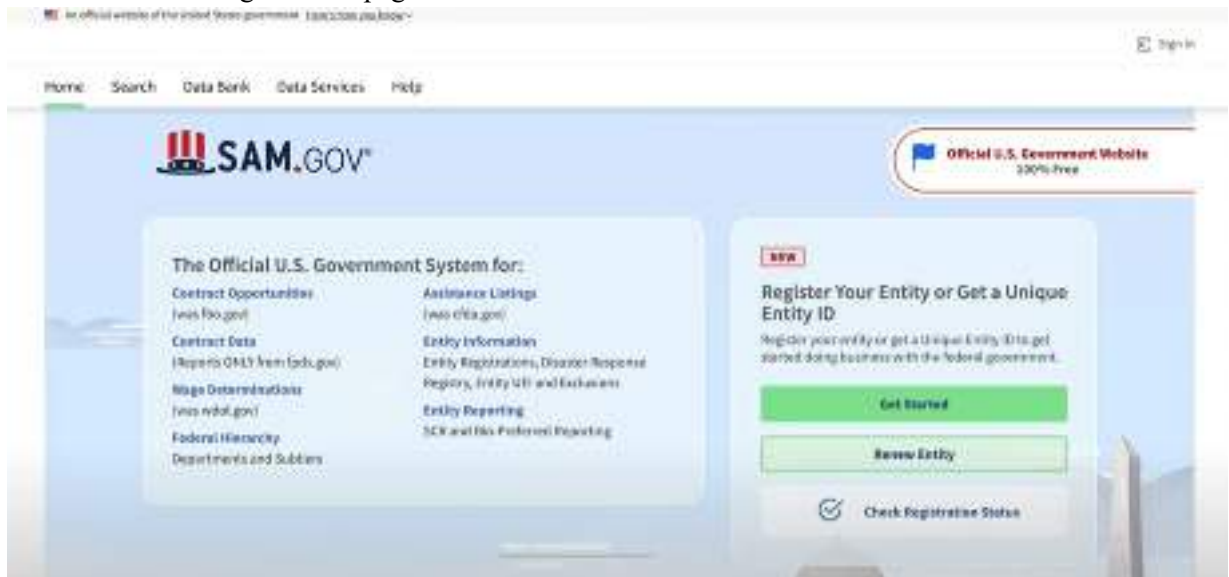 An official website of the United States government Here's how you know
Sign In
Home Search Data Bank Data Services Help
SAM.GOV®
Official U.S. Government Website
100% Free
The Official U.S. Government System for:
Contract Opportunities
(was fbo.gov)
Contract Data
(Reports ONLY from fpds.gov)
Wage Determinations
(was wdol.gov)
Federal Hierarchy
Departments and Subtiers
Assistance Listings
(was cfda.gov)
Entity Information
Entity Registrations, Disaster Response
Registry, Entity UEI and Exclusions
Entity Reporting
SCR and Bio-Preferred Reporting
NEW
Register Your Entity or Get a Unique
Entity ID
Register your entity or get a Unique Entity ID to get
started doing business with the federal government.
Get Started
Renew Entity
Check Registration Status